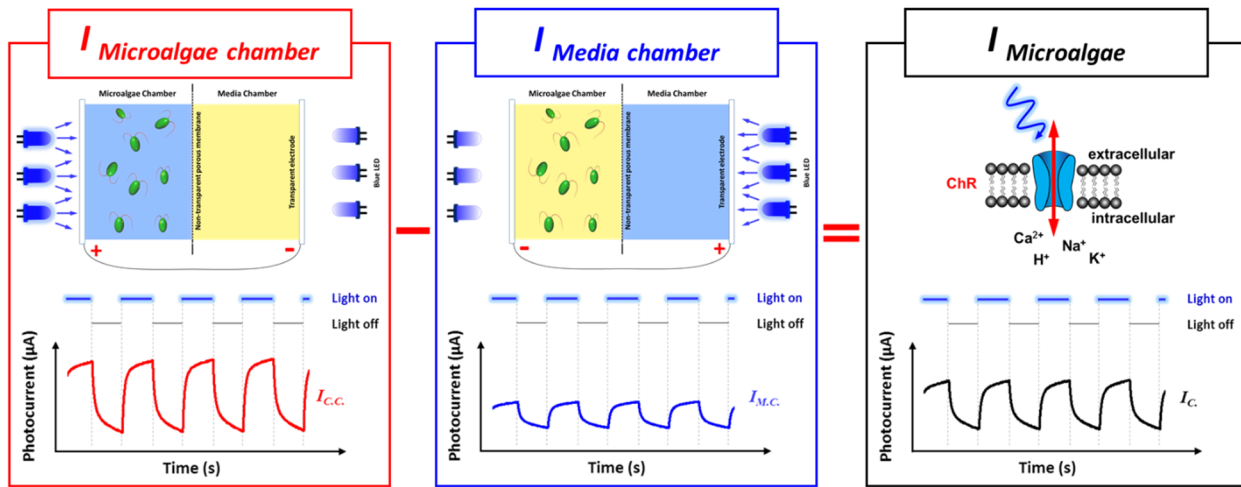 I Microalgae chamber
Microalgae Chamber
Media Chamber
Non-transparent porous membrane
Transparent electrode
Blue LED
+
-
Light on
Light off
Photocurrent (μA)
I C.C.
Time (s)
−
I Media chamber
Microalgae Chamber
Media Chamber
Non-transparent porous membrane
Transparent electrode
Blue LED
-
+
Light on
Light off
Photocurrent (μA)
I M.C.
Time (s)
=
I Microalgae
ChR
extracellular
intracellular
Ca²⁺ Na⁺
H⁺ K⁺
Light on
Light off
Photocurrent (μA)
I C.
Time (s)